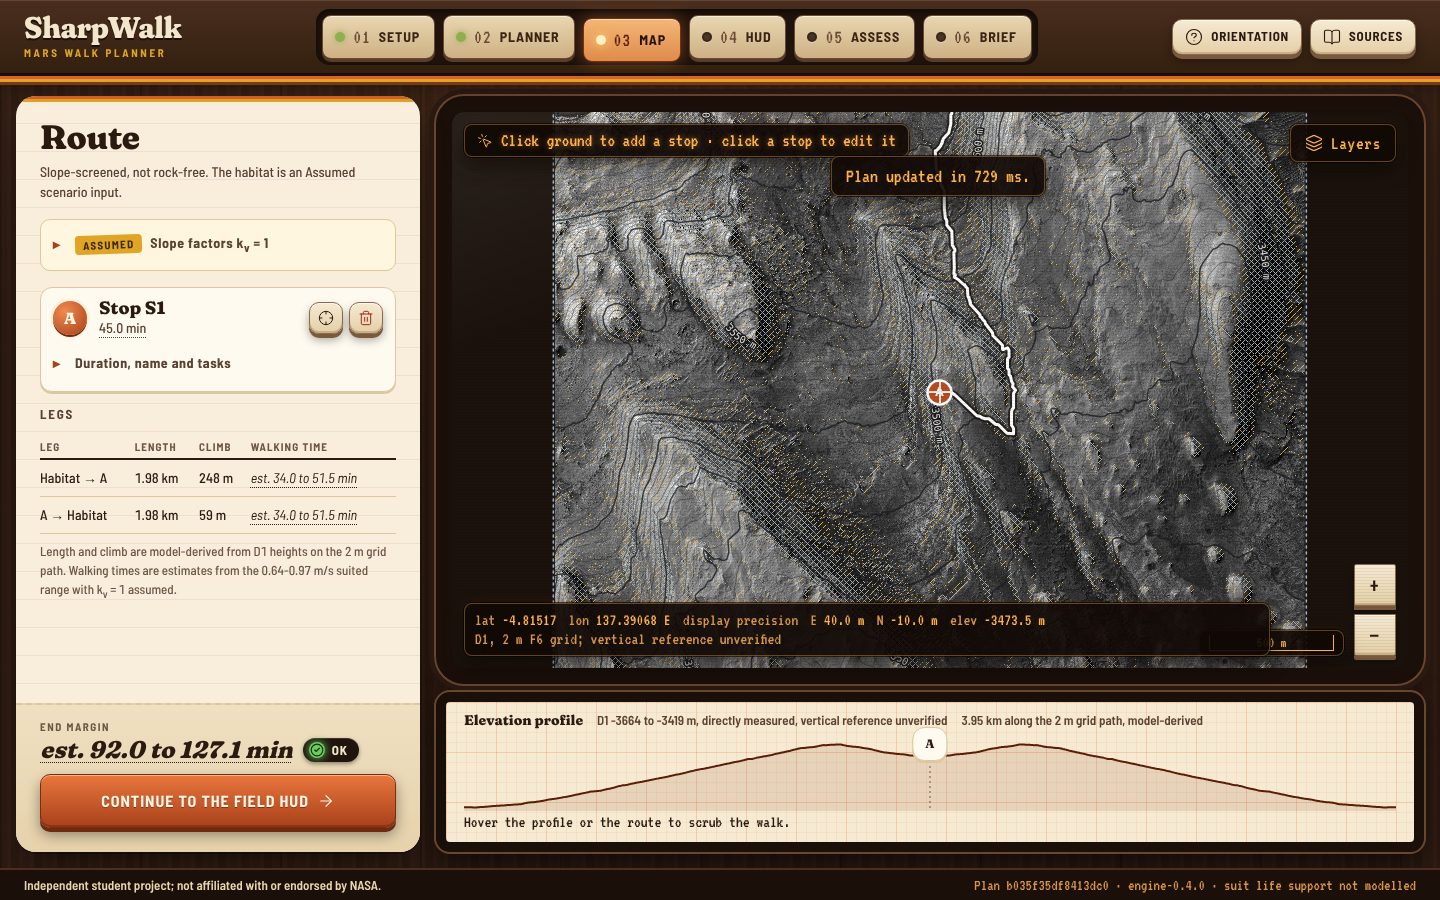 SharpWalk
MARS WALK PLANNER
01 SETUP
02 PLANNER
03 MAP
04 HUD
05 ASSESS
06 BRIEF
ORIENTATION
SOURCES
Route
Slope-screened, not rock-free. The habitat is an Assumed
scenario input.
ASSUMED Slope factors kv = 1
A
Stop S1
45.0 min
Duration, name and tasks
LEGS
LEG LENGTH CLIMB WALKING TIME
Habitat → A 1.98 km 248 m est. 34.0 to 51.5 min
A → Habitat 1.98 km 59 m est. 34.0 to 51.5 min
Length and climb are model-derived from D1 heights on the 2 m grid
path. Walking times are estimates from the 0.64-0.97 m/s suited
range with kv = 1 assumed.
END MARGIN
est. 92.0 to 127.1 min OK
CONTINUE TO THE FIELD HUD →
Click ground to add a stop · click a stop to edit it
Plan updated in 729 ms.
Layers
3500 m
lat -4.81517 lon 137.39068 E display precision E 40.0 m N -10.0 m elev -3473.5 m
D1, 2 m F6 grid; vertical reference unverified
+
−
Elevation profile D1 -3664 to -3419 m, directly measured, vertical reference unverified 3.95 km along the 2 m grid path, model-derived
A
Hover the profile or the route to scrub the walk.
Independent student project; not affiliated with or endorsed by NASA.
Plan b035f35df8413dc0 · engine-0.4.0 · suit life support not modelled